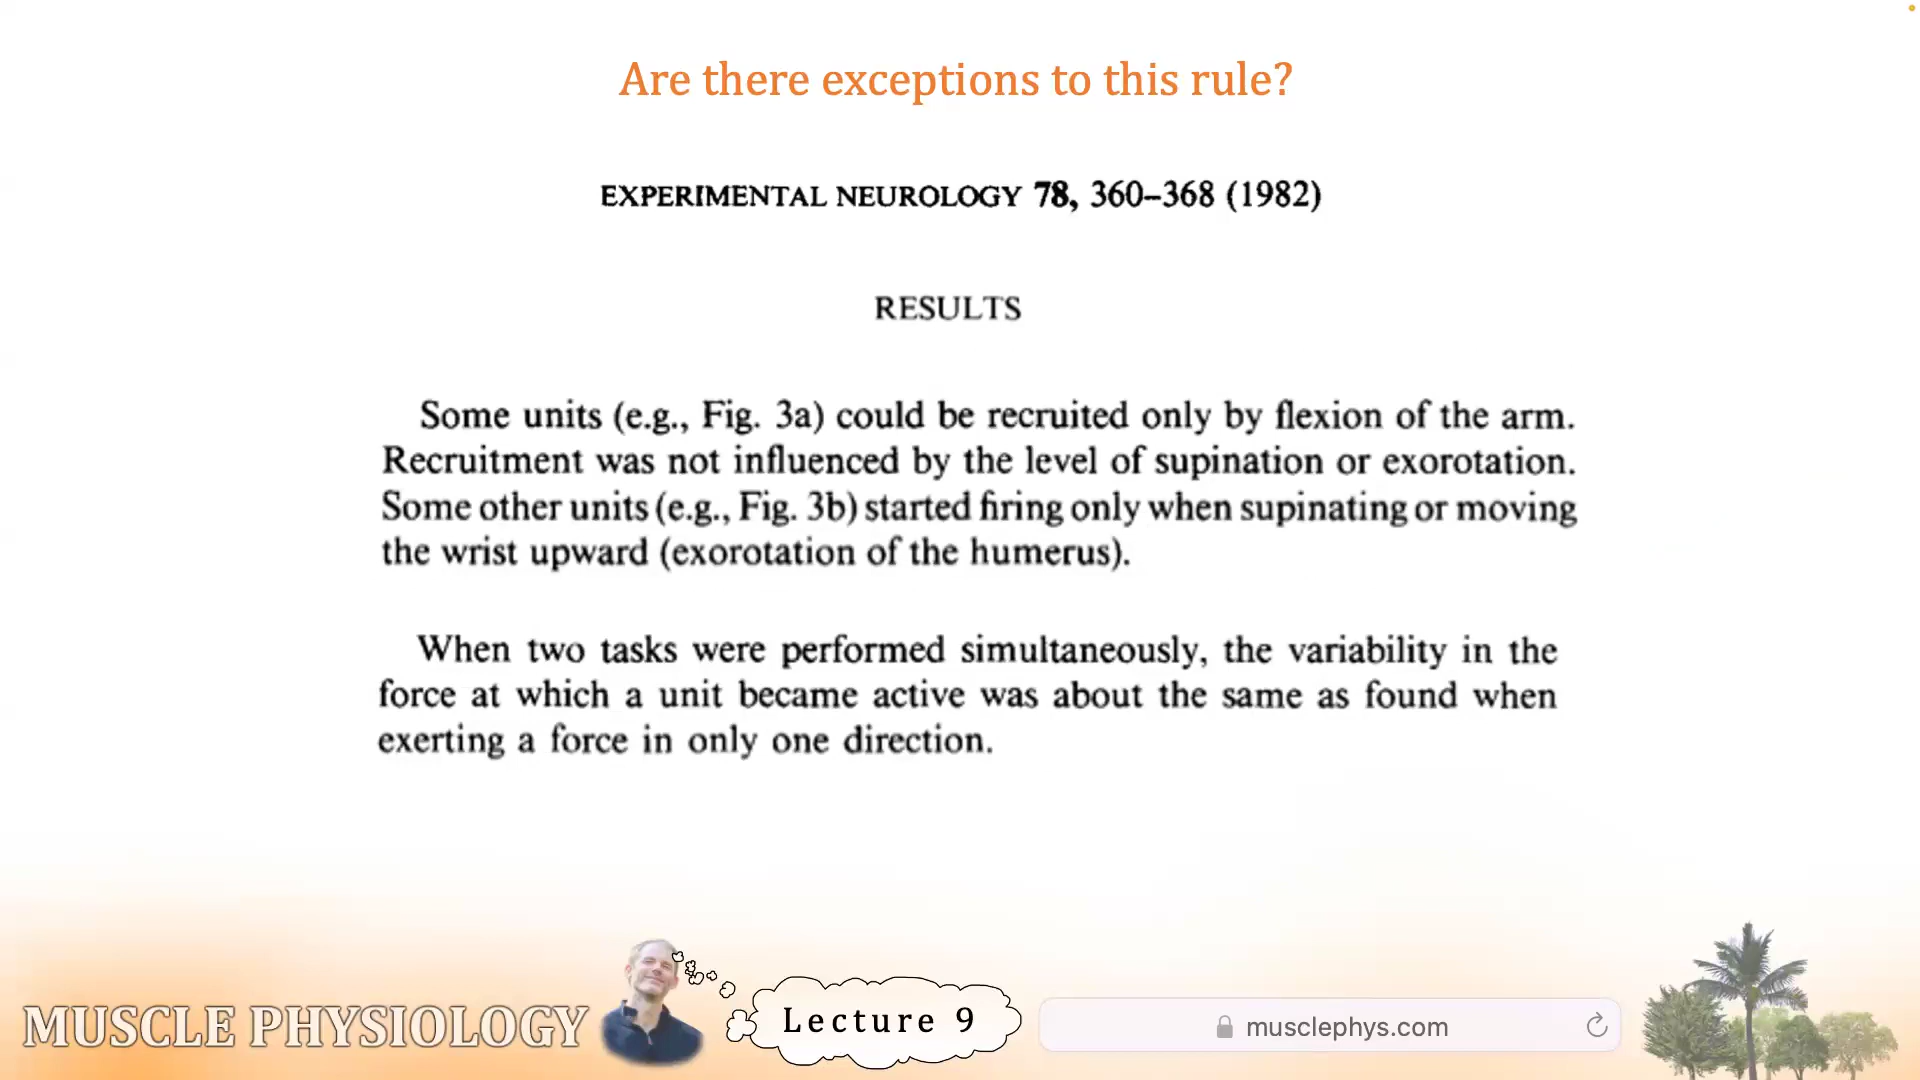 Are there exceptions to this rule?
EXPERIMENTAL NEUROLOGY 78, 360–368 (1982)
RESULTS
Some units (e.g., Fig. 3a) could be recruited only by flexion of the arm.
Recruitment was not influenced by the level of supination or exorotation.
Some other units (e.g., Fig. 3b) started firing only when supinating or moving
the wrist upward (exorotation of the humerus).
When two tasks were performed simultaneously, the variability in the
force at which a unit became active was about the same as found when
exerting a force in only one direction.
MUSCLE PHYSIOLOGY
Lecture 9
musclephys.com